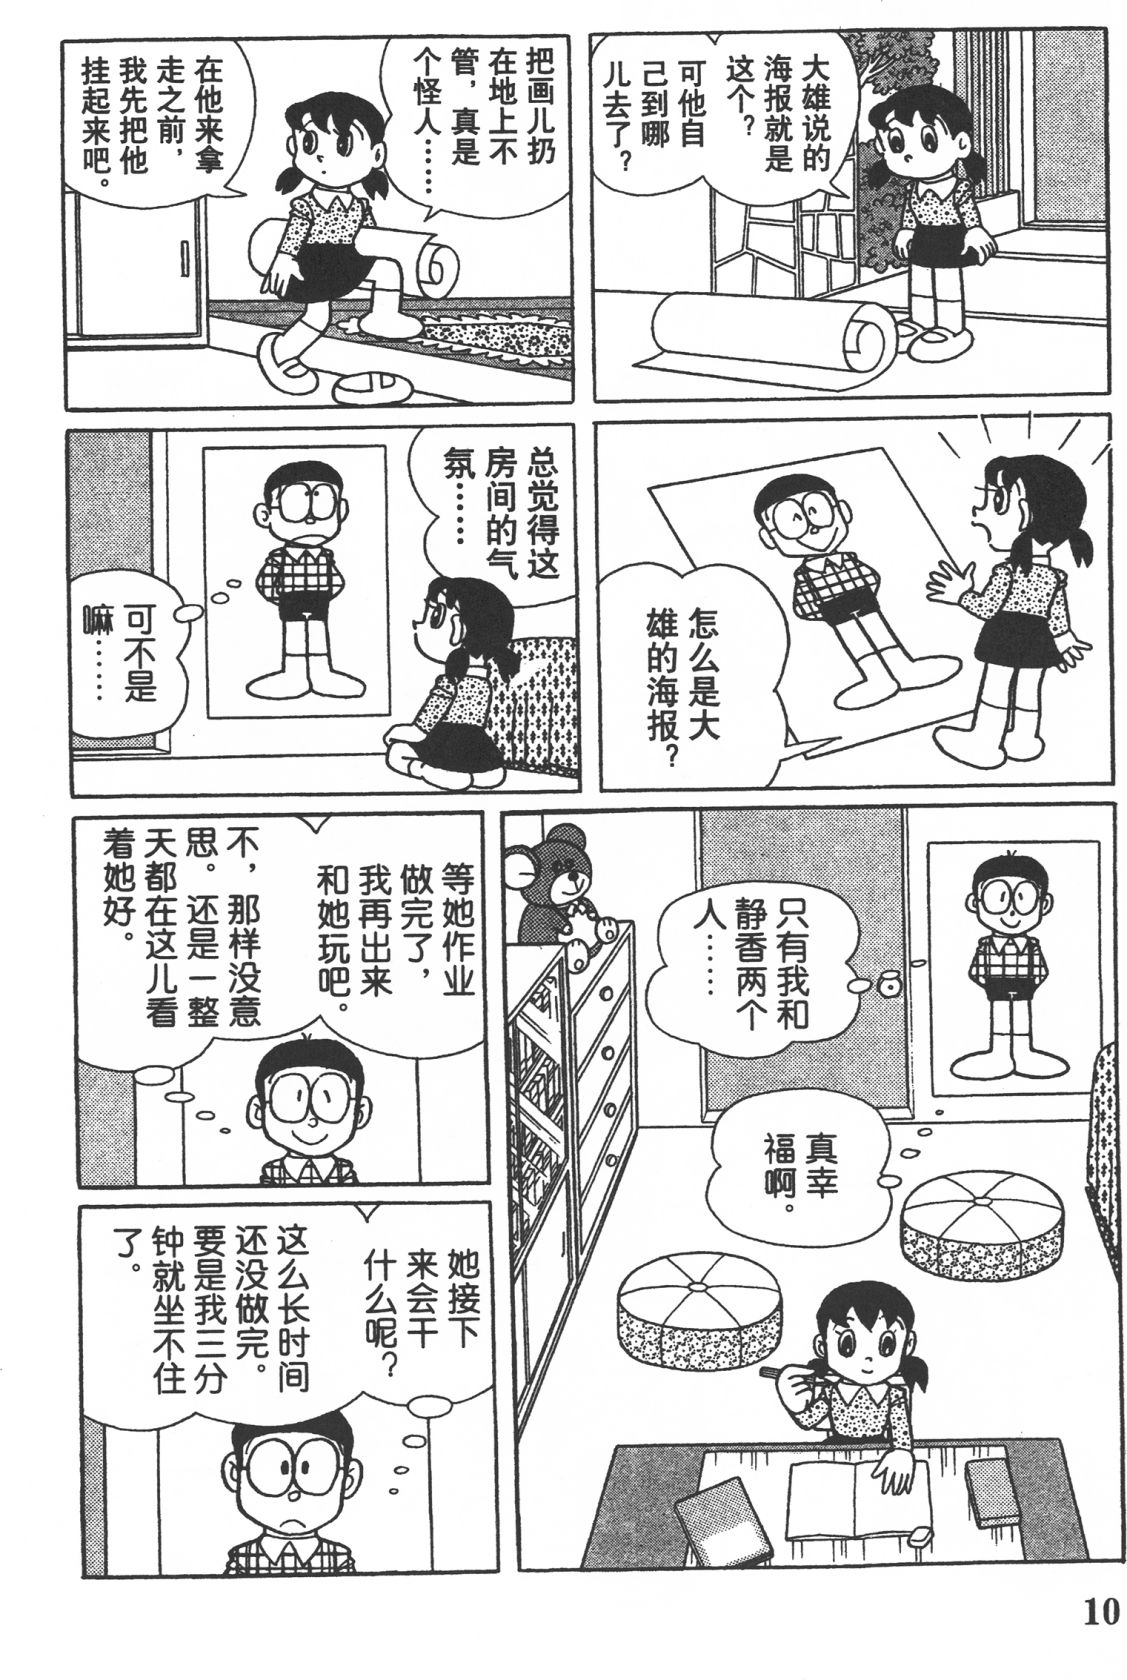 大雄说的
海报就是
这个？
可他自
己到哪
儿去了？
把画儿扔
在地上不
管，真是
个怪人……
在他来拿
走之前，
我先把他
挂起来吧。
怎么是大
雄的海报？
总觉得这
房间的气
氛……
可不是
嘛……
只有我和
静香两个
人……
真幸
福啊。
等她作业
做完了，
我再出来
和她玩吧。
不，那样没意
思。还是一整
天都在这儿看
着她好。
她接下
来会干
什么呢？
这么长时间
还没做完。
要是我三分
钟就坐不住
了。
10